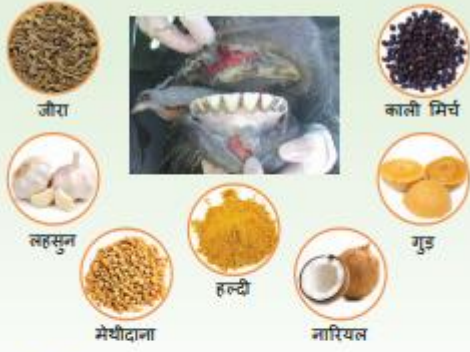 जीरा
काली मिर्च
लहसुन
गुड़
मेथीदाना
हल्दी
नारियल